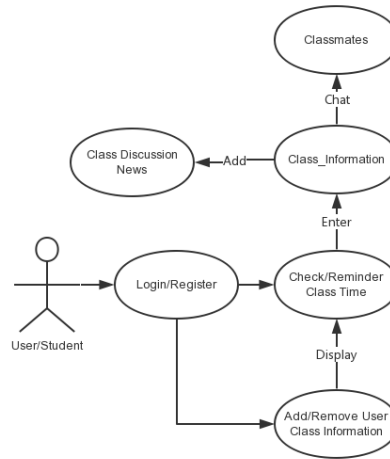 Classmates
Chat
Class Discussion
News
Add
Class_Information
Enter
Login/Register
Check/Reminder
Class Time
User/Student
Display
Add/Remove User
Class Information